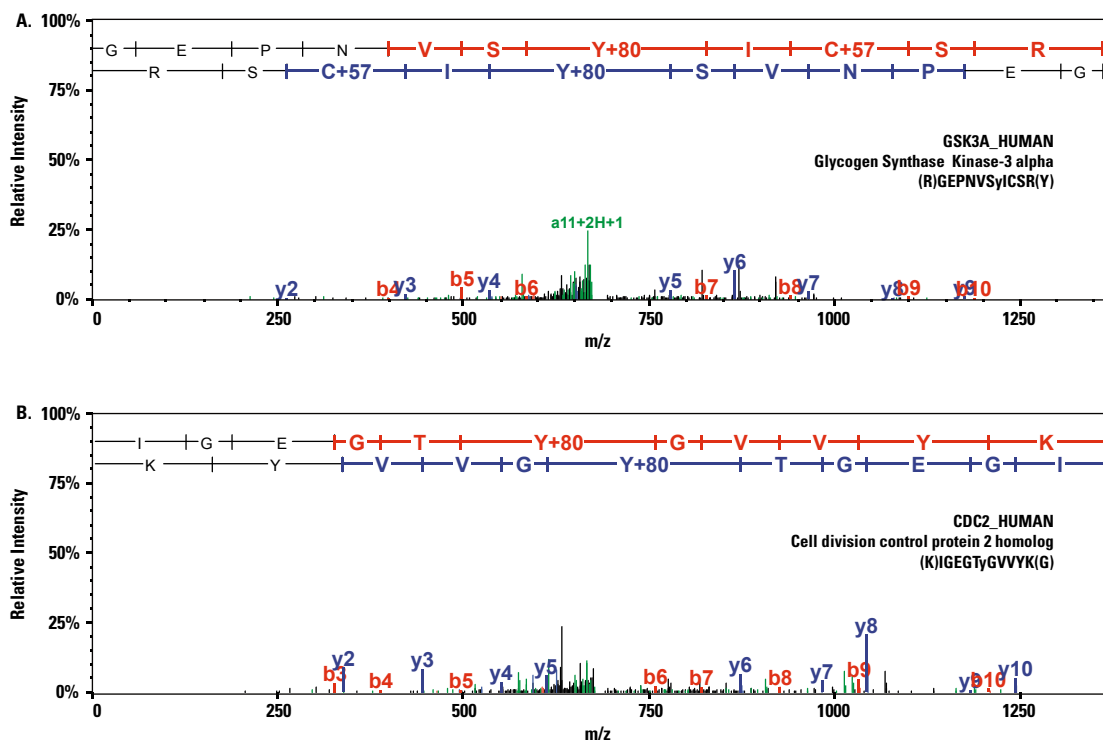 A.
100%
75%
50%
25%
0%
Relative Intensity
G E P N V S Y+80 I C+57 S R
R S C+57 I Y+80 S V N P E G
GSK3A_HUMAN
Glycogen Synthase Kinase-3 alpha
(R)GEPNVSyICSR(Y)
a11+2H+1
y2 b4 y3 b5 y4 b6 y5 b7 y6 b8 y7 y8 b9 y9 b10
0 250 500 750 1000 1250
m/z
B.
100%
75%
50%
25%
0%
Relative Intensity
I G E G T Y+80 G V V Y K
K Y V V G Y+80 T G E G I
CDC2_HUMAN
Cell division control protein 2 homolog
(K)IGEGTyGVVYK(G)
b3 y2 b4 y3 b5 y4 y5 b6 b7 y6 b8 y7 b9 y8 y9 b10 y10
0 250 500 750 1000 1250
m/z